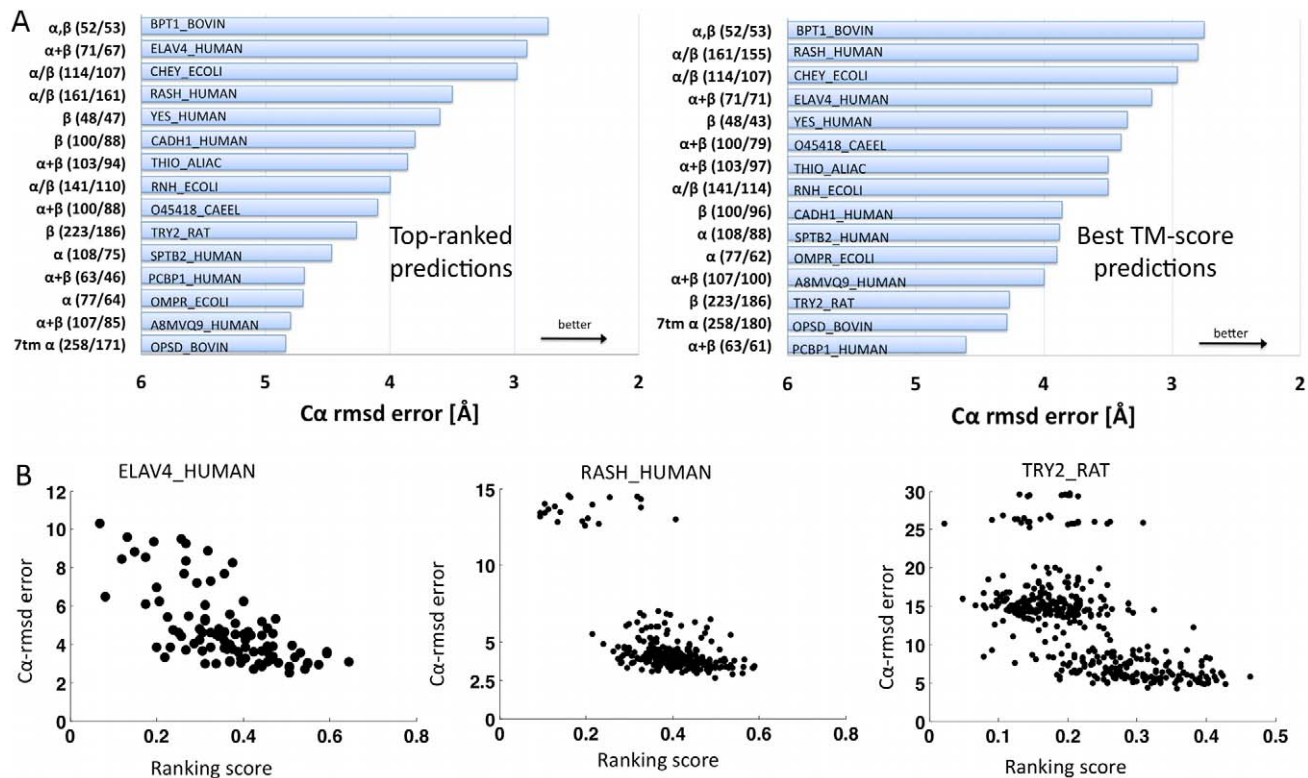 A
α,β (52/53) BPT1_BOVIN
α+β (71/67) ELAV4_HUMAN
α/β (114/107) CHEY_ECOLI
α/β (161/161) RASH_HUMAN
β (48/47) YES_HUMAN
β (100/88) CADH1_HUMAN
α+β (103/94) THIO_ALIAC
α/β (141/110) RNH_ECOLI
α+β (100/88) O45418_CAEEL
β (223/186) TRY2_RAT
α (108/75) SPTB2_HUMAN
α+β (63/46) PCBP1_HUMAN
α (77/64) OMPR_ECOLI
α+β (107/85) A8MVQ9_HUMAN
7tm α (258/171) OPSD_BOVIN
Top-ranked
predictions
better
6 5 4 3 2
Cα rmsd error [Å]
α,β (52/53) BPT1_BOVIN
α/β (161/155) RASH_HUMAN
α/β (114/107) CHEY_ECOLI
α+β (71/71) ELAV4_HUMAN
β (48/43) YES_HUMAN
α+β (100/79) O45418_CAEEL
α+β (103/97) THIO_ALIAC
α/β (141/114) RNH_ECOLI
β (100/96) CADH1_HUMAN
α (108/88) SPTB2_HUMAN
α (77/62) OMPR_ECOLI
α+β (107/100) A8MVQ9_HUMAN
β (223/186) TRY2_RAT
7tm α (258/180) OPSD_BOVIN
α+β (63/61) PCBP1_HUMAN
Best TM-score
predictions
better
6 5 4 3 2
Cα rmsd error [Å]
B
ELAV4_HUMAN
Cα-rmsd error
12
10
8
6
4
2
0
0 0.2 0.4 0.6 0.8
Ranking score
RASH_HUMAN
Cα-rmsd error
15
10
5
2.5
0
0 0.2 0.4 0.6 0.8
Ranking score
TRY2_RAT
Cα-rmsd error
30
25
20
15
10
5
0
0 0.1 0.2 0.3 0.4 0.5
Ranking score